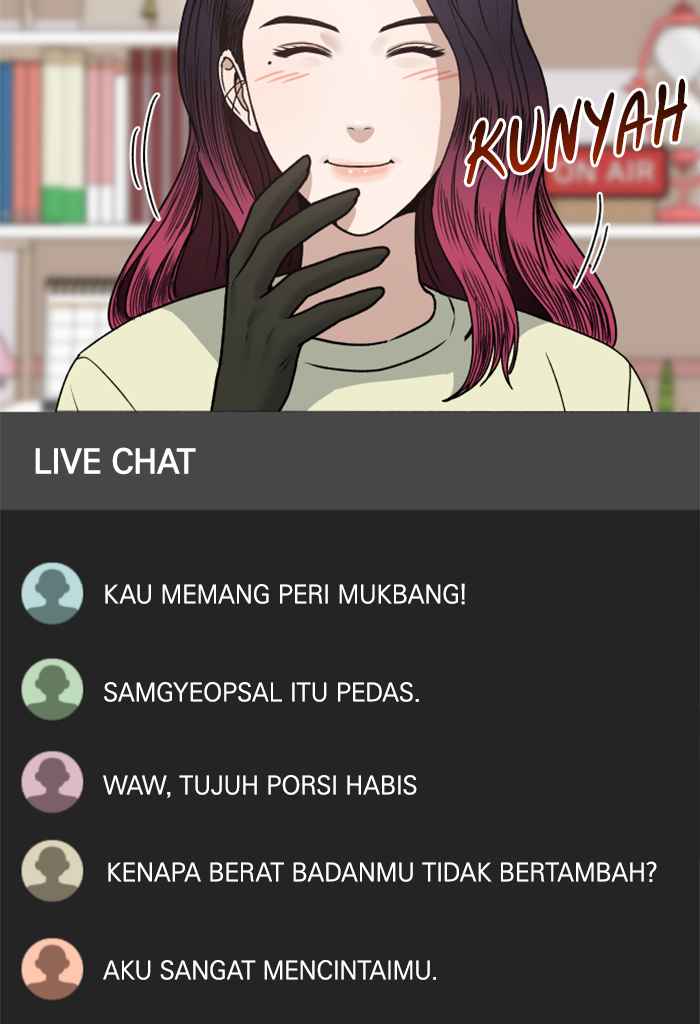 KUNYAH
ON AIR
LIVE CHAT
KAU MEMANG PERI MUKBANG!
SAMGYEOPSAL ITU PEDAS.
WAW, TUJUH PORSI HABIS
KENAPA BERAT BADANMU TIDAK BERTAMBAH?
AKU SANGAT MENCINTAIMU.